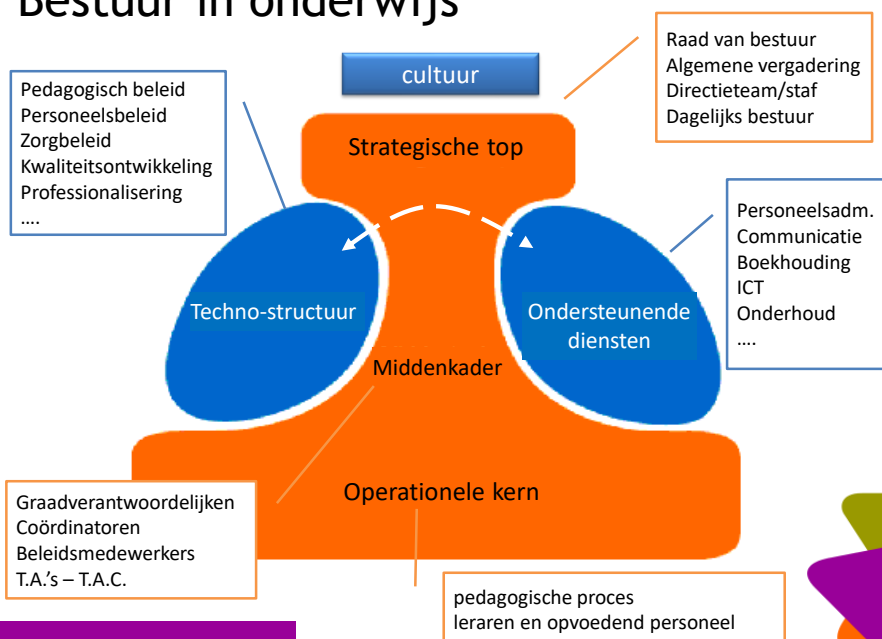 Bestuur in onderwijs
cultuur
Raad van bestuur
Algemene vergadering
Directieteam/staf
Dagelijks bestuur
Pedagogisch beleid
Personeelsbeleid
Zorgbeleid
Kwaliteitsontwikkeling
Professionalisering
....
Strategische top
Personeelsadm.
Communicatie
Boekhouding
ICT
Onderhoud
....
Techno-structuur
Ondersteunende
diensten
Middenkader
Operationele kern
Graadverantwoordelijken
Coördinatoren
Beleidsmedewerkers
T.A.’s – T.A.C.
pedagogische proces
leraren en opvoedend personeel